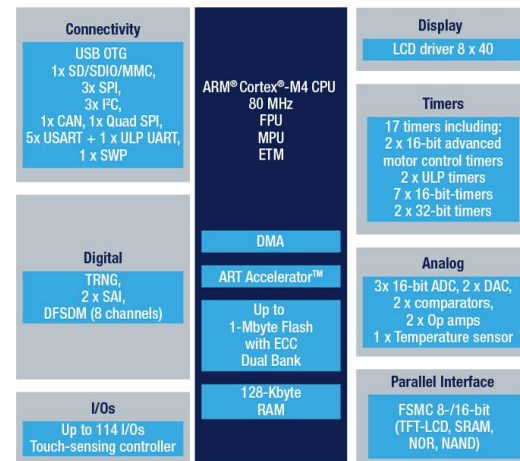 Connectivity
USB OTG
1x SD/SDIO/MMC,
3x SPI,
3x I²C,
1x CAN, 1x Quad SPI,
5x USART + 1 x ULP UART,
1 x SWP
Digital
TRNG,
2 x SAI,
DFSDM (8 channels)
I/Os
Up to 114 I/Os
Touch-sensing controller
ARM® Cortex®-M4 CPU
80 MHz
FPU
MPU
ETM
DMA
ART Accelerator™
Up to
1-Mbyte Flash
with ECC
Dual Bank
128-Kbyte
RAM
Display
LCD driver 8 x 40
Timers
17 timers including:
2 x 16-bit advanced
motor control timers
2 x ULP timers
7 x 16-bit-timers
2 x 32-bit timers
Analog
3x 16-bit ADC, 2 x DAC,
2 x comparators,
2 x Op amps
1 x Temperature sensor
Parallel Interface
FSMC 8-/16-bit
(TFT-LCD, SRAM,
NOR, NAND)